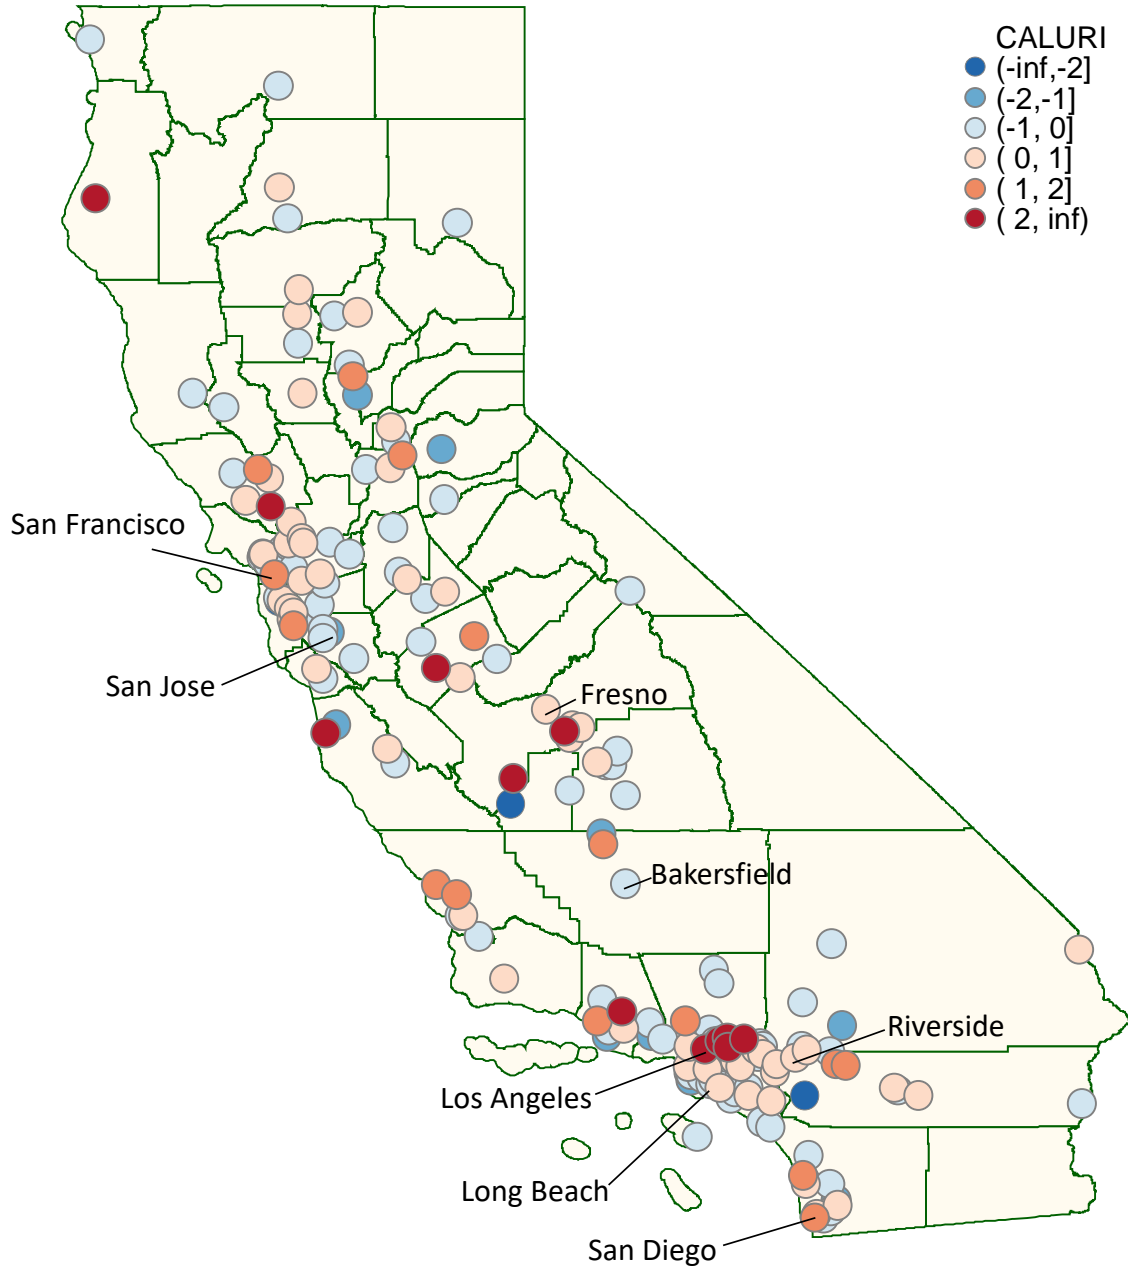 CALURI
(-inf,-2]
(-2,-1]
(-1, 0]
( 0, 1]
( 1, 2]
( 2, inf)
San Francisco
San Jose
Fresno
Bakersfield
Riverside
Los Angeles
Long Beach
San Diego